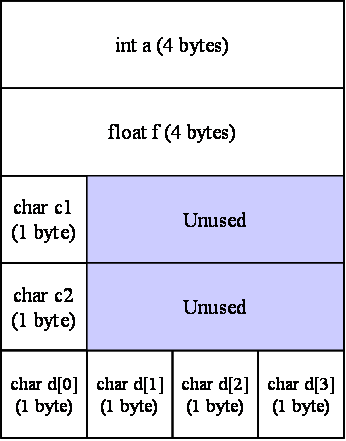 int a (4 bytes)
float f (4 bytes)
char c1
(1 byte)
Unused
char c2
(1 byte)
Unused
char d[0]
(1 byte)
char d[1]
(1 byte)
char d[2]
(1 byte)
char d[3]
(1 byte)